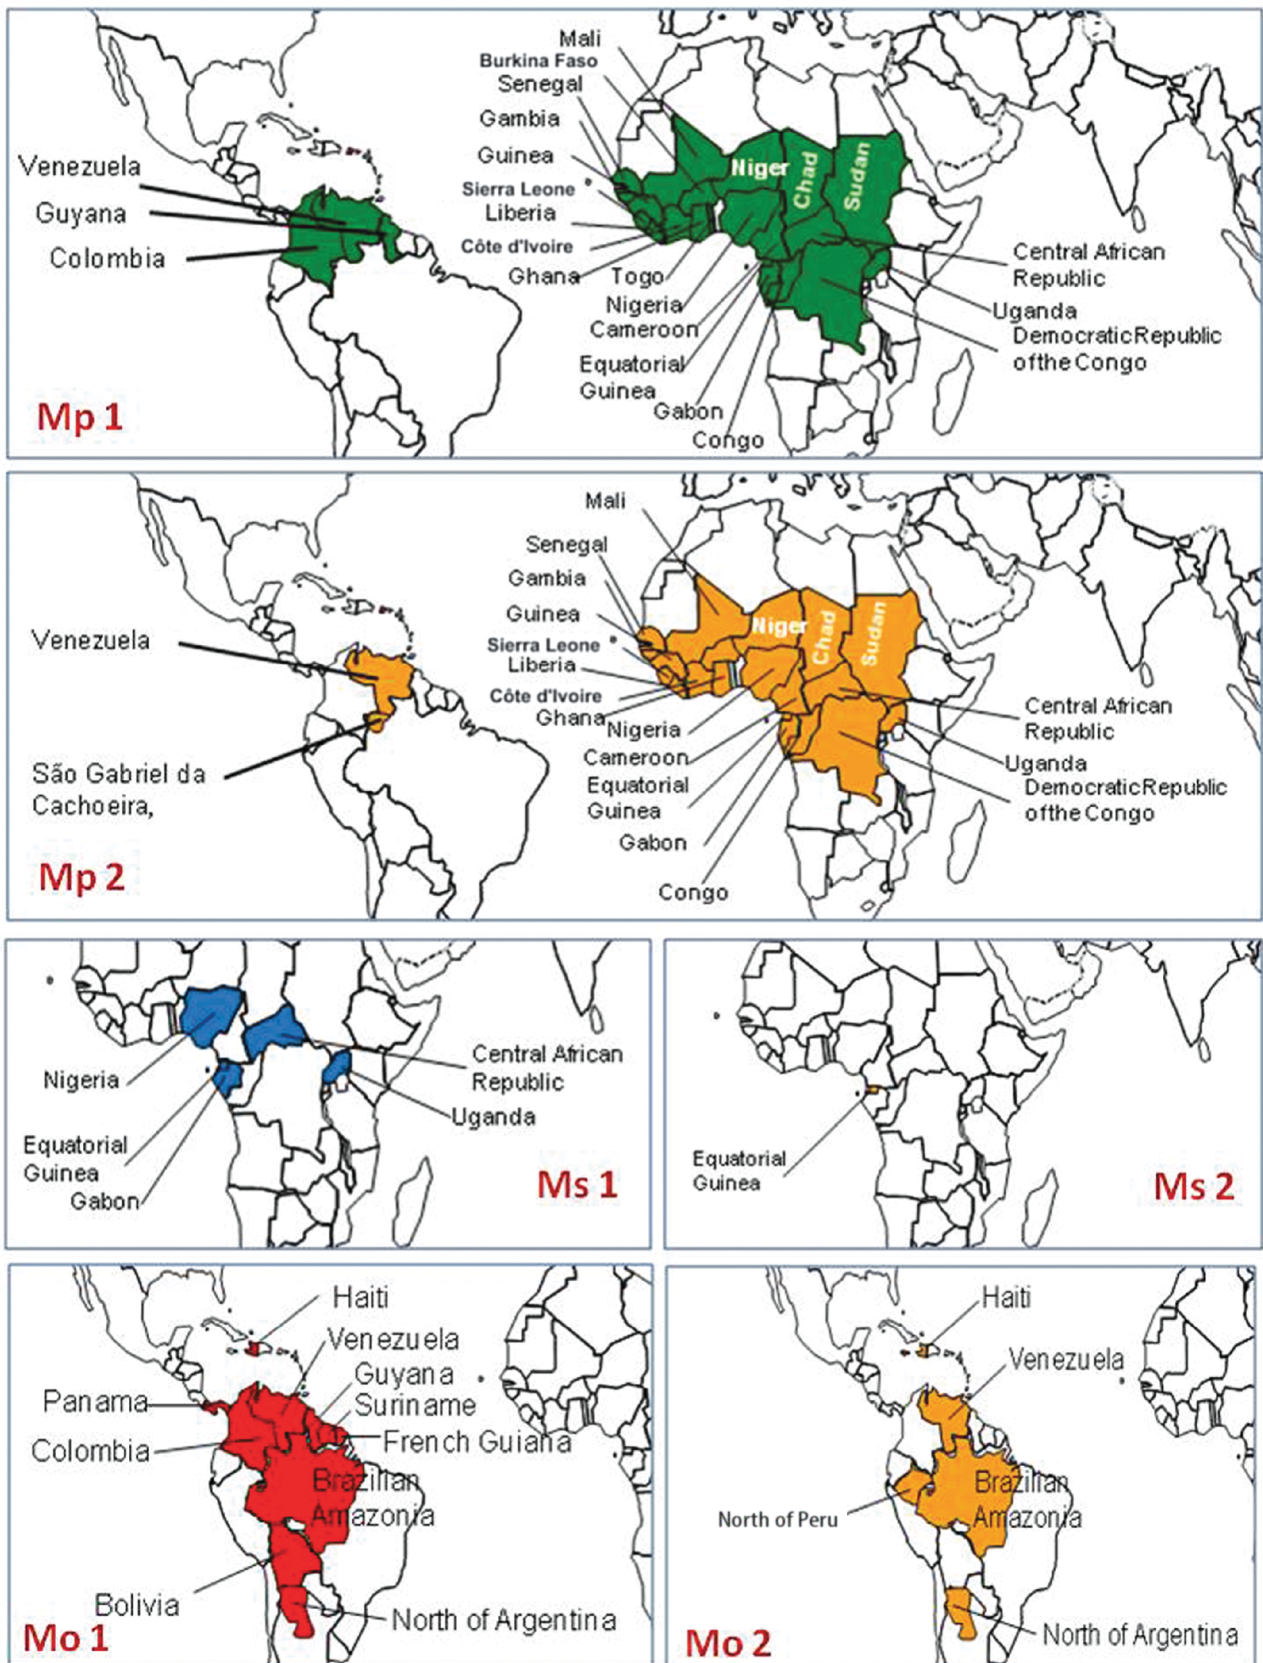 Mali
Burkina Faso
Senegal
Gambia
Guinea
Sierra Leone
Liberia
Côte d'Ivoire
Ghana
Togo
Nigeria
Cameroon
Equatorial
Guinea
Gabon
Congo
Niger
Chad
Sudan
Central African
Republic
Uganda
Democratic Republic
of the Congo
Venezuela
Guyana
Colombia
Mp 1
Mali
Senegal
Gambia
Guinea
Sierra Leone
Liberia
Côte d'Ivoire
Ghana
Nigeria
Cameroon
Equatorial
Guinea
Gabon
Congo
Niger
Chad
Sudan
Central African
Republic
Uganda
Democratic Republic
of the Congo
Venezuela
São Gabriel da
Cachoeira,
Mp 2
Nigeria
Equatorial
Guinea
Gabon
Central African
Republic
Uganda
Ms 1
Equatorial
Guinea
Ms 2
Haiti
Venezuela
Guyana
Suriname
French Guiana
Panama
Colombia
Brazilian
Amazonia
Bolivia
North of Argentina
Mo 1
Haiti
Venezuela
Brazilian
Amazonia
North of Peru
North of Argentina
Mo 2